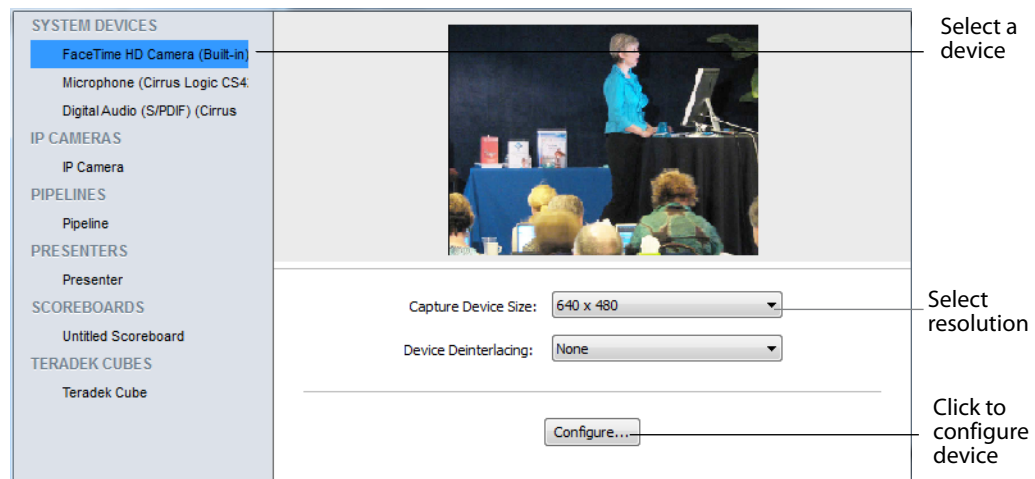 SYSTEM DEVICES
FaceTime HD Camera (Built-in)
Microphone (Cirrus Logic CS4
Digital Audio (S/PDIF) (Cirrus
IP CAMERAS
IP Camera
PIPELINES
Pipeline
PRESENTERS
Presenter
SCOREBOARDS
Untitled Scoreboard
TERADEK CUBES
Teradek Cube
Capture Device Size: 640 x 480
Device Deinterlacing: None
Configure...
Select a
device
Select
resolution
Click to
configure
device